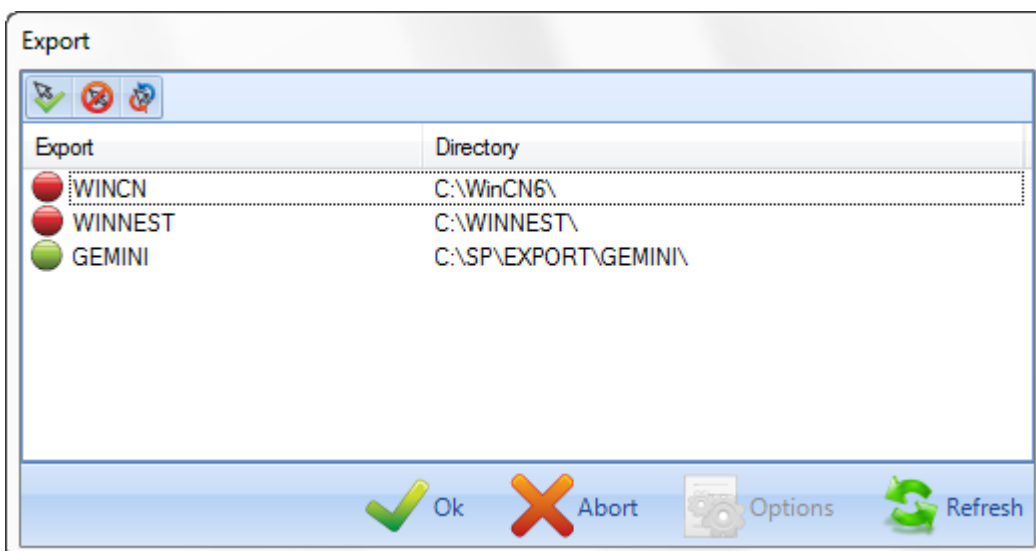 Export
Export Directory
WINCN C:\WinCN6\
WINNEST C:\WINNEST\
GEMINI C:\SP\EXPORT\GEMINI\
Ok Abort Options Refresh